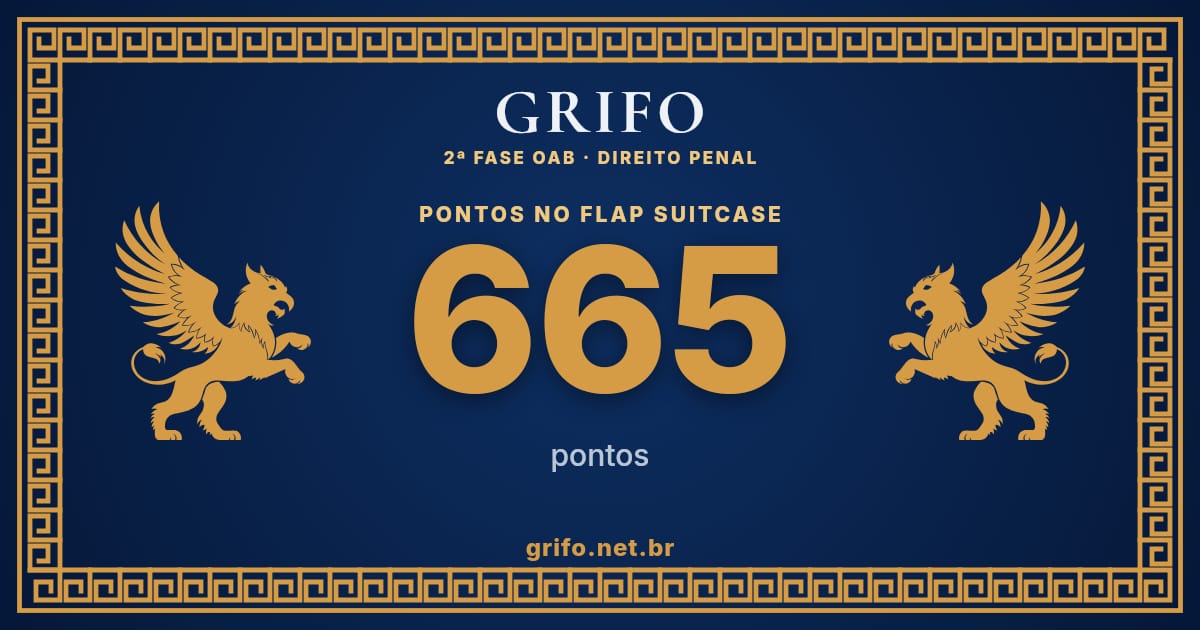 GRIFO
2ª FASE OAB · DIREITO PENAL
PONTOS NO FLAP SUITCASE
665
pontos
grifo.net.br